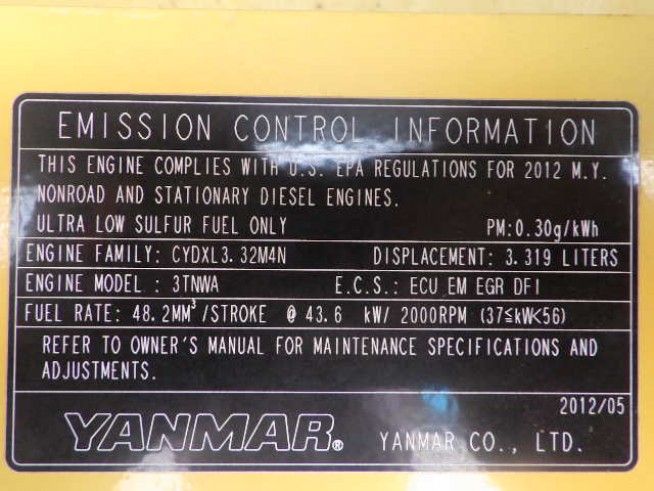 EMISSION CONTROL INFORMATION
THIS ENGINE COMPLIES WITH U.S. EPA REGULATIONS FOR 2012 M.Y.
NONROAD AND STATIONARY DIESEL ENGINES.
ULTRA LOW SULFUR FUEL ONLY PM:0.30g/kWh
ENGINE FAMILY: CYDXL3.32M4N DISPLACEMENT: 3.319 LITERS
ENGINE MODEL : 3TNWA E.C.S.: ECU EM EGR DFI
FUEL RATE: 48.2MM³/STROKE @ 43.6 kW/ 2000RPM (37≦kW<56)
REFER TO OWNER'S MANUAL FOR MAINTENANCE SPECIFICATIONS AND
ADJUSTMENTS.
2012/05
YANMAR® YANMAR CO., LTD.